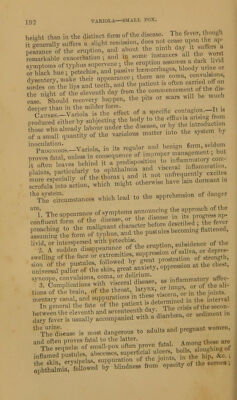 192 VARIOLA—SMALL POX.
height than in the distinct form of the disease. The fever, though
it generally suffers a slight remission, does not cease upon the ap-
pearance of the eruption, and about the ninth day it suffers a
remarkable exacerbation; and in some instances all the worst
symptoms of typhus supervene; the eruption assumes a dark livid
or black hue; petechiæ, and passive hæmorrhages, bloody urine or
dysentery, make their appearance; there are coma, convulsions,
sordes on the lips and teeth, and the patient is often carried off on
the night of the eleventh day from the commencement of the dis-
ease. Should recovery happen, the pits or scars will be much
deeper than in the milder form.
CAUSES.—Variola is the effect of a specific contagion.—It is
produced either by subjecting the body to the effluvia arising from
those who already labour under the disease, or by the introduction
of a small quantity of the variolous matter into the system by
inoculation.
PROGNOSIS.—Variola, in its regular and benign form, seldom
proves fatal, unless in consequence of improper management; but
it often leaves behind it a predisposition to inflammatory com-
plaints, particularly to ophthalmia and visceral inflammation,
more especially of the thorax; and it not unfrequently excites
scrofula into action, which might otherwise have lain dormant in
the system.
The circumstances which lead to the apprehension of danger
are,
1. The appearance of symptoms announcing the approach of the
confluent form of the disease, or the disease in its progress ap-
proaching to the malignant character before described; the fever
assuming the form of typhus, and the pustules becoming flattened,
livid, or interspersed with petechiæ.
2. A sudden disappearance of the eruption, subsidence of the
swelling of the face or extremities, suppression of saliva, or depres-
sion of the pustules, followed by great prostration of strength,
universal pallor of the skin, great anxiety, oppression at the chest,
syncope, convulsions, coma, or delirium.
3. Complications with visceral disease, as inflammatory affec-
tions of the brain, of the throat, larynx, or lungs, or of the ali-
mentary canal, and suppurations in those viscera, or in the joints.
In general the fate of the patient is determined in the interval
between the eleventh and seventeenth day. The crisis of the secon-
dary fever is usually accompanied with a diarrhœa, or sediment in
the urine.
The disease is most dangerous to adults and pregnant women,
and often proves fatal to the latter.
The sequelæ of small-pox often prove fatal. Among these are
inflamed pustules, abscesses, superficial ulcers, boils, sloughing of
the skin, erysipelas, suppuration of the joints, in the hip, &c.;
ophthalmia, followed by blindness from opacity of the cornea;